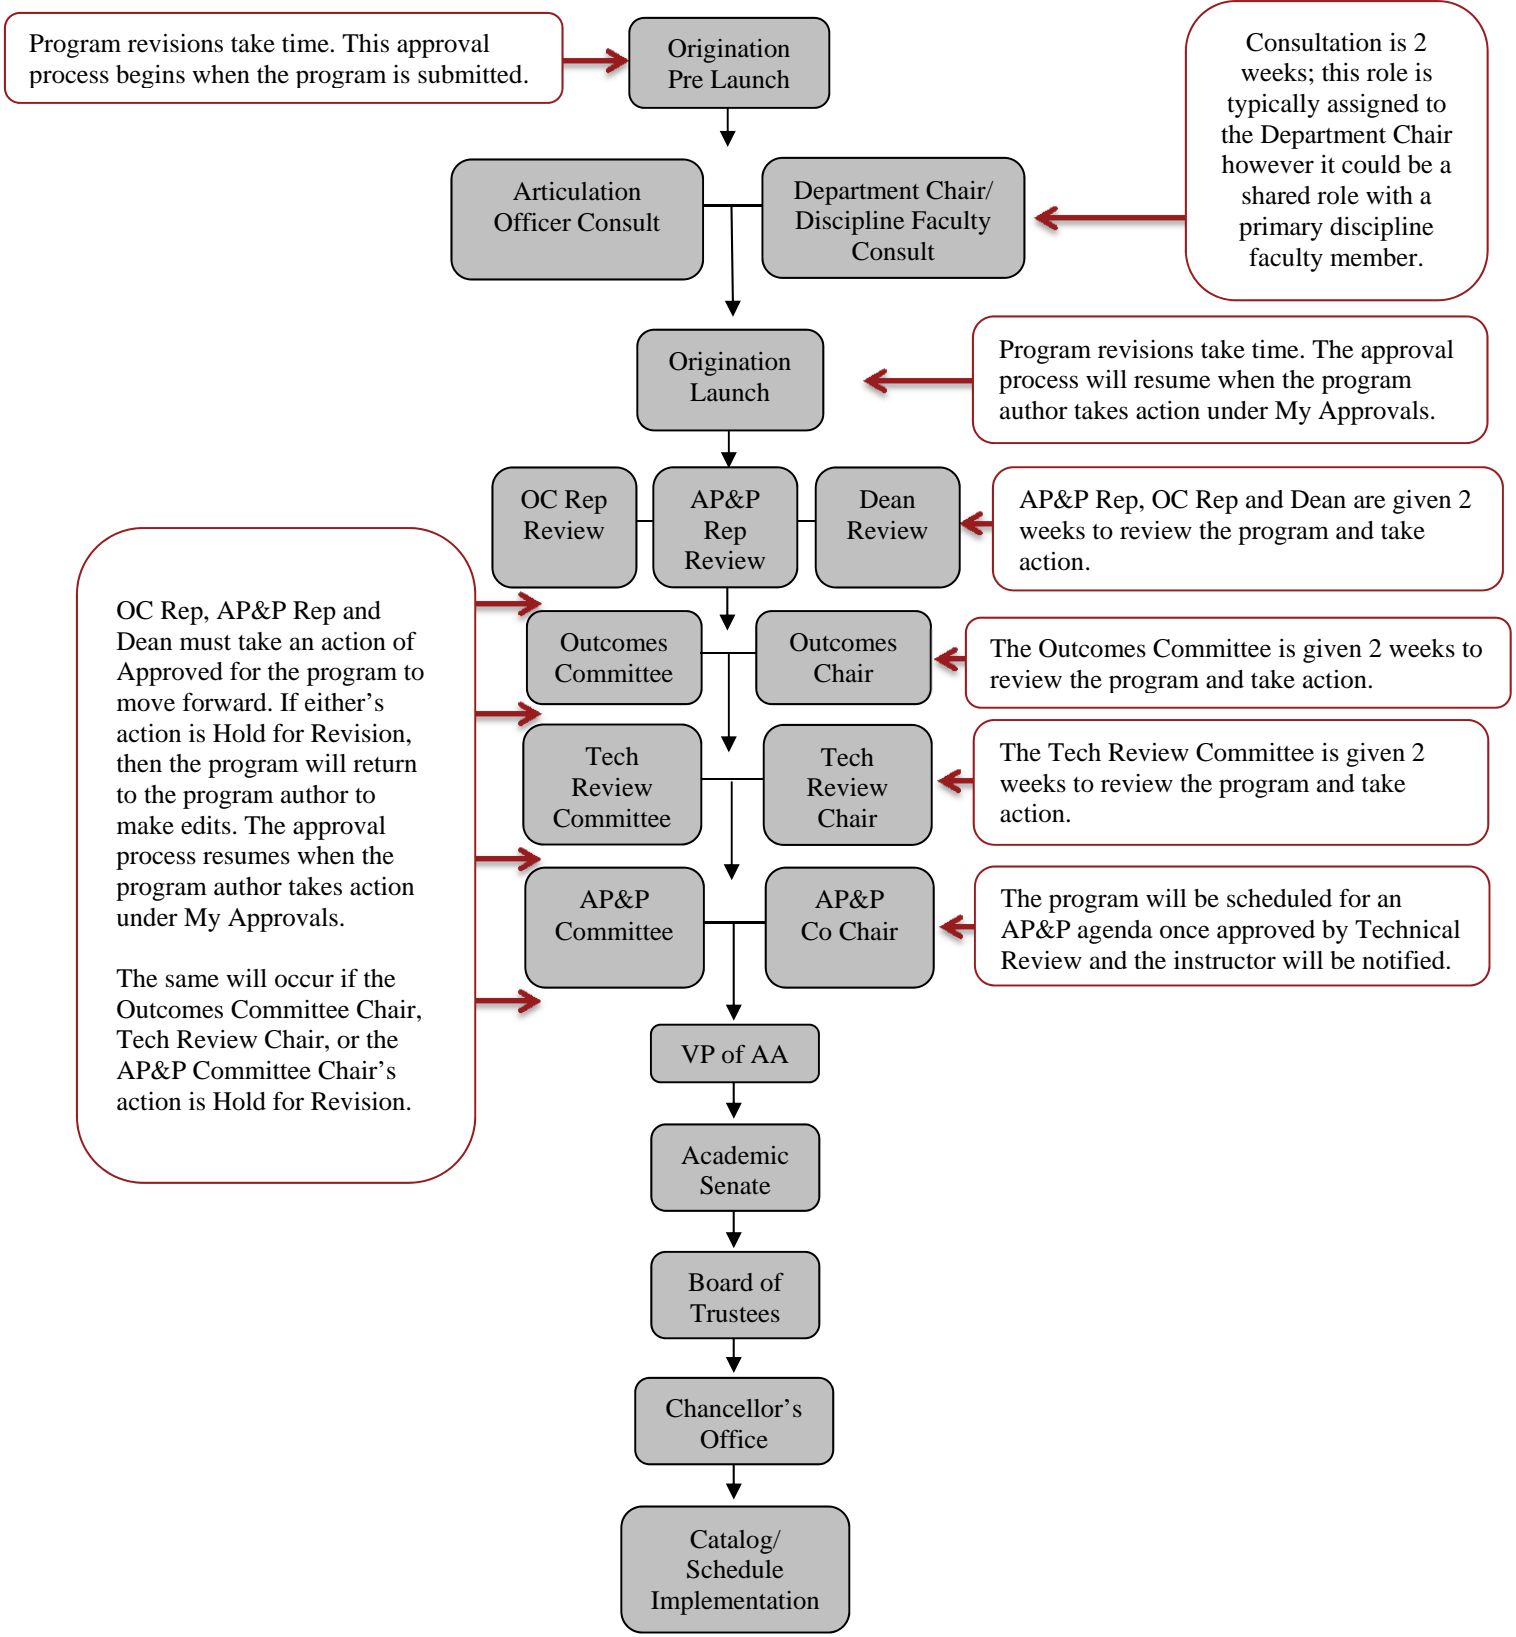 Program revisions take time. This approval
process begins when the program is submitted.
Origination
Pre Launch
Consultation is 2
weeks; this role is
typically assigned to
the Department Chair
however it could be a
shared role with a
primary discipline
faculty member.
Articulation
Officer Consult
Department Chair/
Discipline Faculty
Consult
Origination
Launch
Program revisions take time. The approval
process will resume when the program
author takes action under My Approvals.
OC Rep
Review
AP&P
Rep
Review
Dean
Review
AP&P Rep, OC Rep and Dean are given 2
weeks to review the program and take
action.
OC Rep, AP&P Rep and
Dean must take an action of
Approved for the program to
move forward. If either’s
action is Hold for Revision,
then the program will return
to the program author to
make edits. The approval
process resumes when the
program author takes action
under My Approvals.
The same will occur if the
Outcomes Committee Chair,
Tech Review Chair, or the
AP&P Committee Chair’s
action is Hold for Revision.
Outcomes
Committee
Outcomes
Chair
The Outcomes Committee is given 2 weeks to
review the program and take action.
Tech
Review
Committee
Tech
Review
Chair
The Tech Review Committee is given 2
weeks to review the program and take
action.
AP&P
Committee
AP&P
Co Chair
The program will be scheduled for an
AP&P agenda once approved by Technical
Review and the instructor will be notified.
VP of AA
Academic
Senate
Board of
Trustees
Chancellor’s
Office
Catalog/
Schedule
Implementation